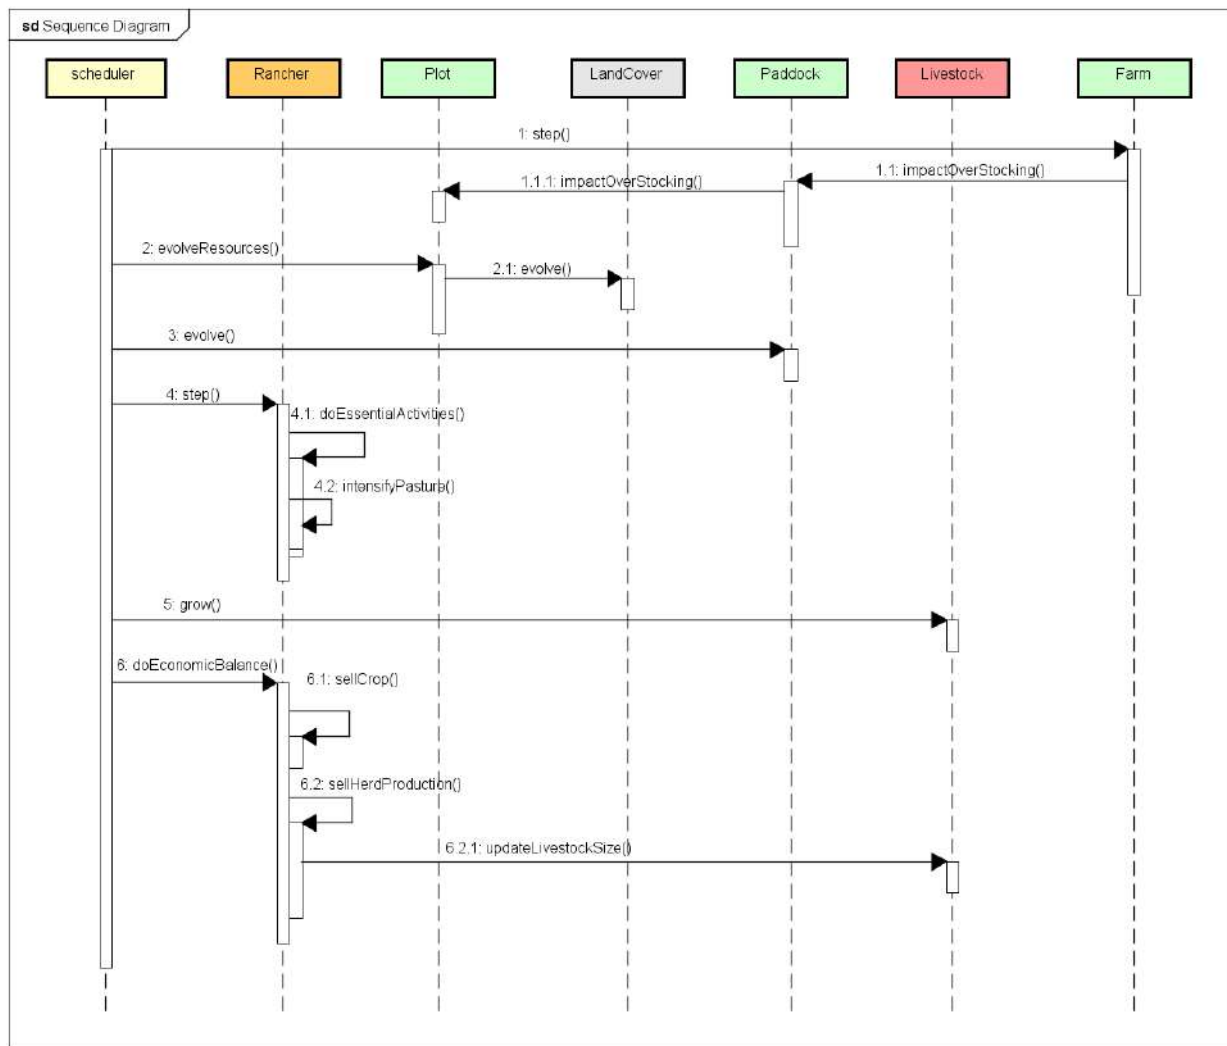 sd Sequence Diagram
scheduler
Rancher
Plot
LandCover
Paddock
Livestock
Farm
1: step()
1.1: impactOverStocking()
1.1.1: impactOverStocking()
2: evolveResources()
2.1: evolve()
3: evolve()
4: step()
4.1: doEssentialActivities()
4.2: intensifyPasture()
5: grow()
6: doEconomicBalance()
6.1: sellCrop()
6.2: sellHerdProduction()
6.2.1: updateLivestockSize()